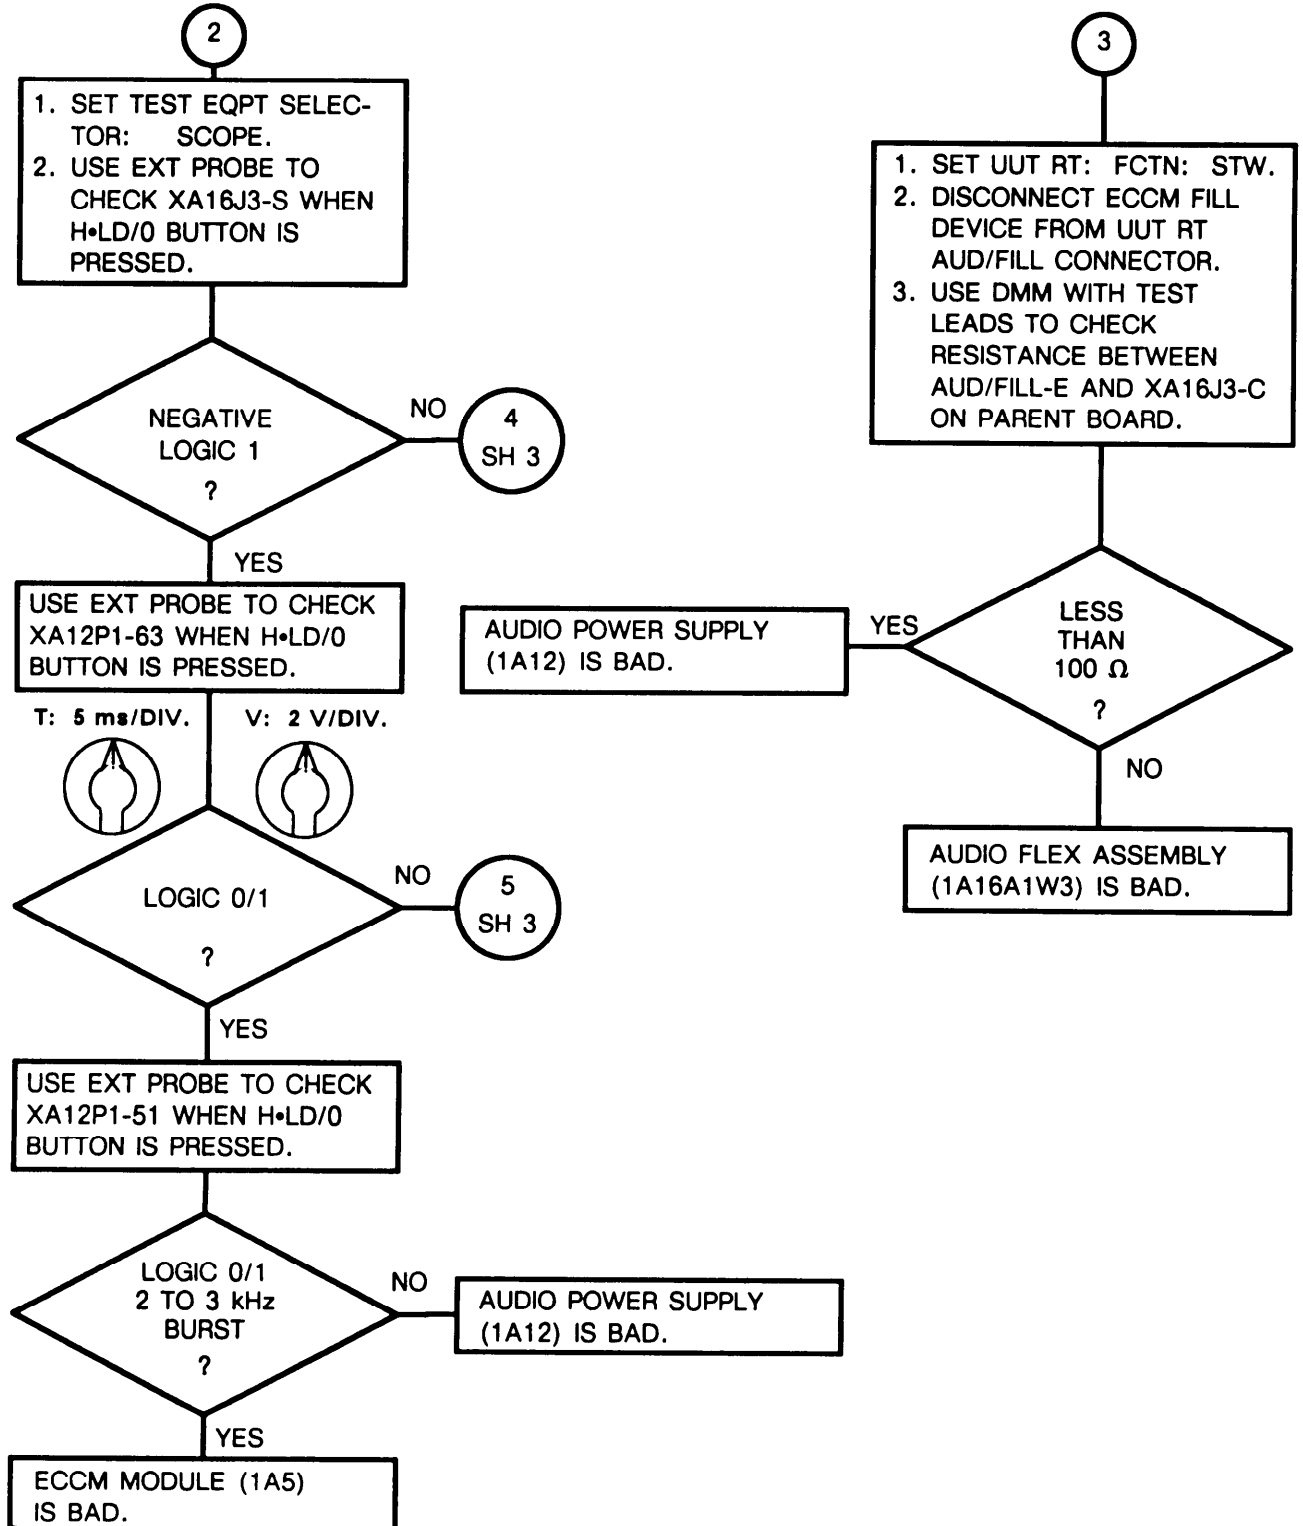 2
1. SET TEST EQPT SELEC-
TOR: SCOPE.
2. USE EXT PROBE TO
CHECK XA16J3-S WHEN
H•LD/0 BUTTON IS
PRESSED.
NEGATIVE
LOGIC 1
?
NO
4
SH 3
YES
USE EXT PROBE TO CHECK
XA12P1-63 WHEN H•LD/0
BUTTON IS PRESSED.
T: 5 ms/DIV. V: 2 V/DIV.
LOGIC 0/1
?
NO
5
SH 3
YES
USE EXT PROBE TO CHECK
XA12P1-51 WHEN H•LD/0
BUTTON IS PRESSED.
LOGIC 0/1
2 TO 3 kHz
BURST
?
NO
AUDIO POWER SUPPLY
(1A12) IS BAD.
YES
ECCM MODULE (1A5)
IS BAD.
3
1. SET UUT RT: FCTN: STW.
2. DISCONNECT ECCM FILL
DEVICE FROM UUT RT
AUD/FILL CONNECTOR.
3. USE DMM WITH TEST
LEADS TO CHECK
RESISTANCE BETWEEN
AUD/FILL-E AND XA16J3-C
ON PARENT BOARD.
LESS
THAN
100 Ω
?
YES
AUDIO POWER SUPPLY
(1A12) IS BAD.
NO
AUDIO FLEX ASSEMBLY
(1A16A1W3) IS BAD.